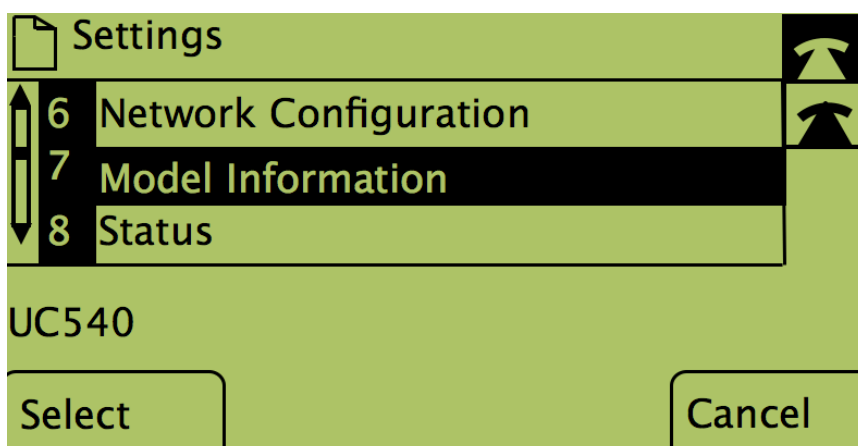 Settings
6 Network Configuration
7 Model Information
8 Status
UC540
Select Cancel